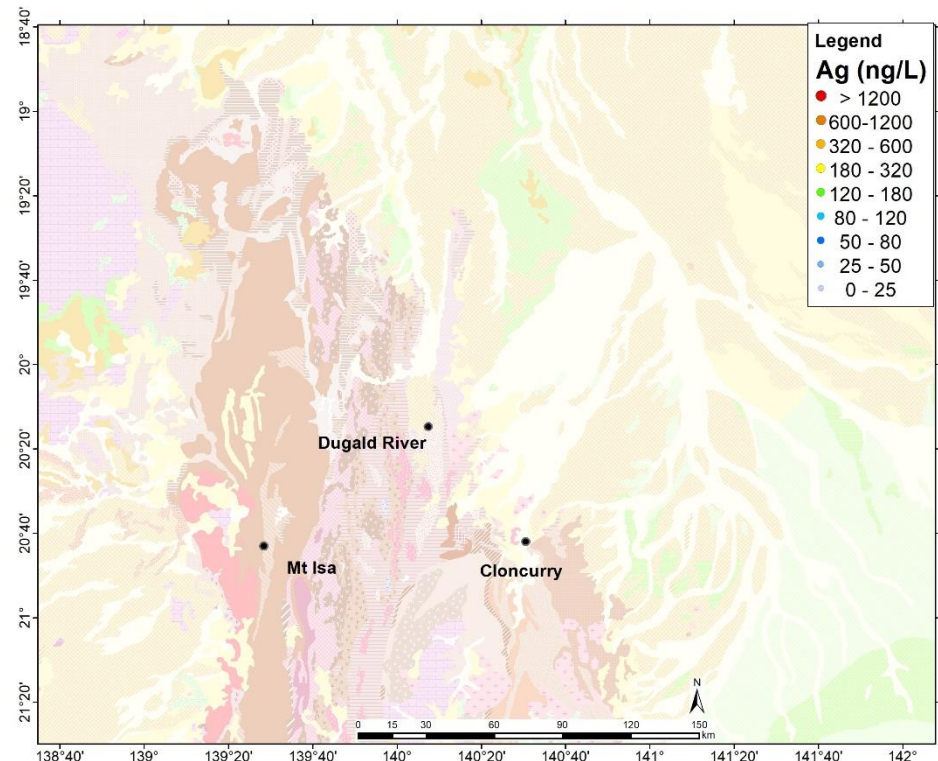 18°40'
19°
19°20'
19°40'
20°
20°20'
20°40'
21°
21°20'
Legend
Ag (ng/L)
> 1200
600-1200
320 - 600
180 - 320
120 - 180
80 - 120
50 - 80
25 - 50
0 - 25
Dugald River
Mt Isa
Cloncurry
N
0 15 30 60 90 120 150
km
138°40' 139° 139°20' 139°40' 140° 140°20' 140°40' 141° 141°20' 141°40' 142°